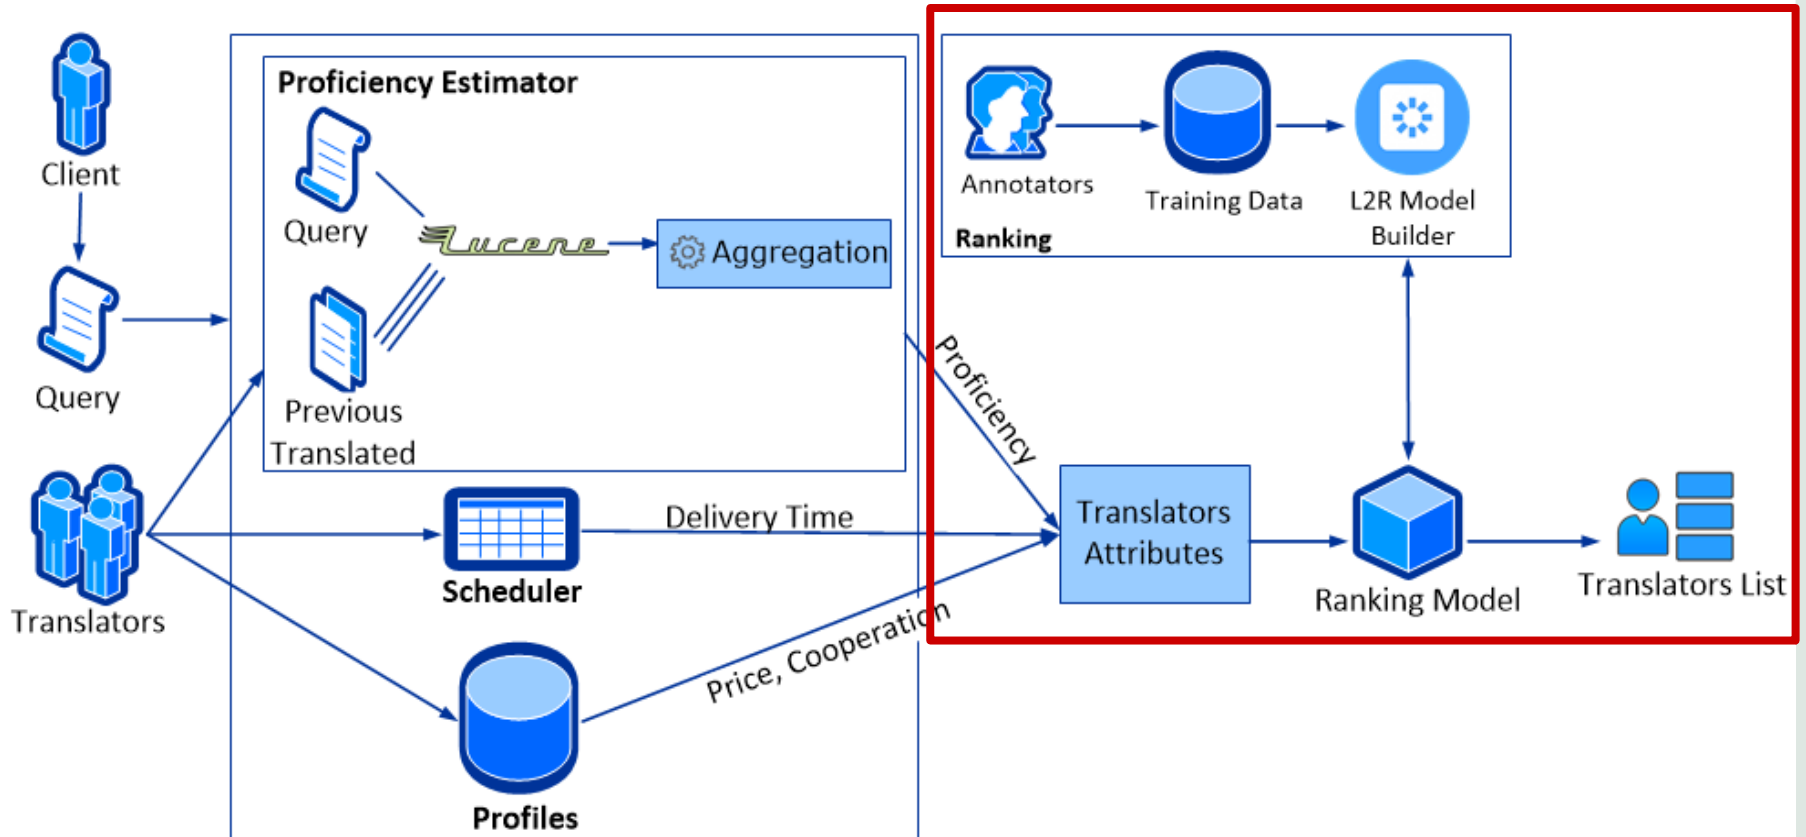 Client
Query
Translators
Proficiency Estimator
Query
Lucene
Aggregation
Previous
Translated
Scheduler
Profiles
Proficiency
Delivery Time
Price, Cooperation
Annotators
Training Data
L2R Model
Builder
Ranking
Translators
Attributes
Ranking Model
Translators List